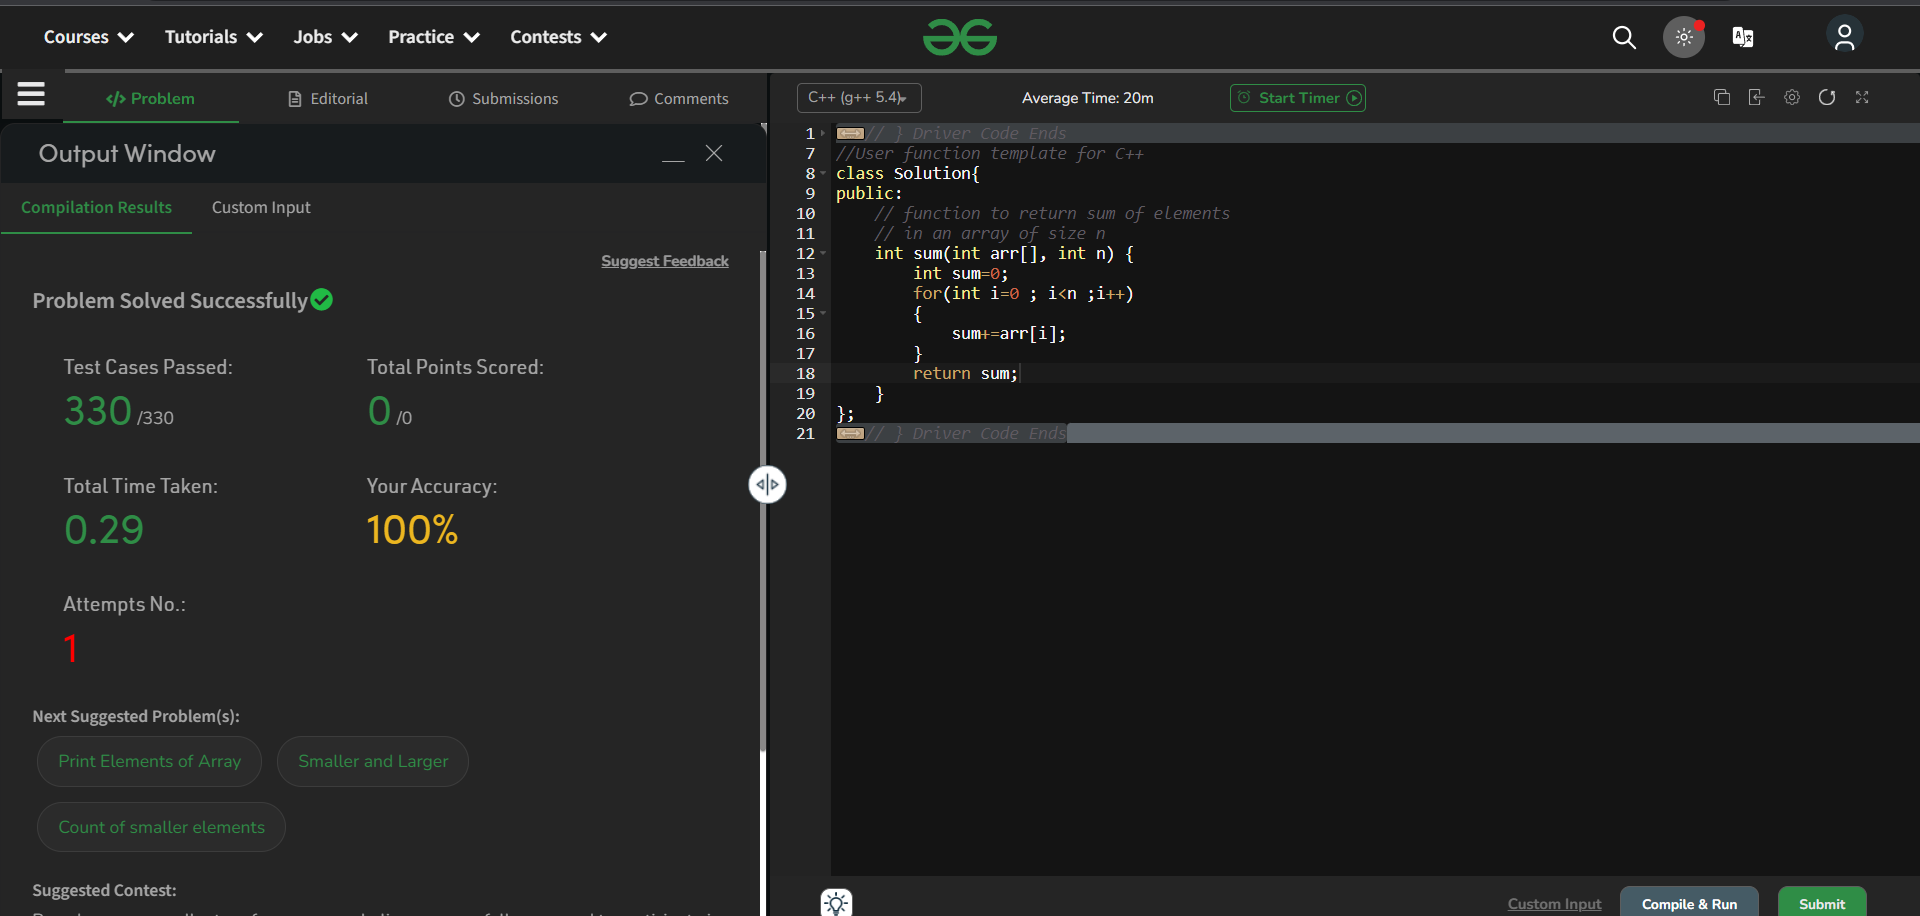 Courses Tutorials Jobs Practice Contests
Problem Editorial Submissions Comments
Output Window
Compilation Results Custom Input
Suggest Feedback
Problem Solved Successfully
Test Cases Passed: Total Points Scored:
330 /330 0 /0
Total Time Taken: Your Accuracy:
0.29 100%
Attempts No.:
1
Next Suggested Problem(s):
Print Elements of Array Smaller and Larger
Count of smaller elements
Suggested Contest:
C++ (g++ 5.4) Average Time: 20m Start Timer
1 // } Driver Code Ends
7 //User function template for C++
8 class Solution{
9 public:
10 // function to return sum of elements
11 // in an array of size n
12 int sum(int arr[], int n) {
13 int sum=0;
14 for(int i=0 ; i<n ;i++)
15 {
16 sum+=arr[i];
17 }
18 return sum;
19 }
20 };
21 // } Driver Code Ends
Custom Input Compile & Run Submit